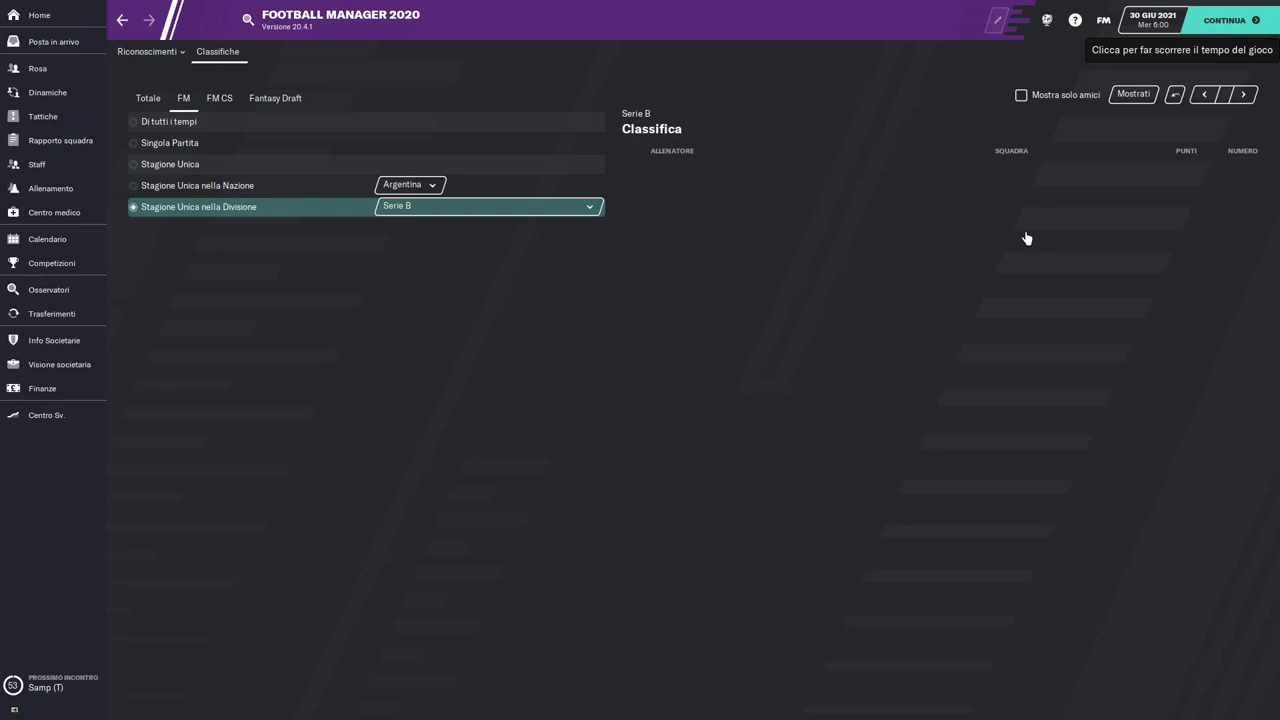 Home
FOOTBALL MANAGER 2020
Versione 20.4.1
30 GIU 2021
Mer 6:00
CONTINUA
FM
Posta in arrivo
Riconoscimenti
Classifiche
Clicca per far scorrere il tempo del gioco
Rosa
Dinamiche
Tattiche
Rapporto squadra
Staff
Allenamento
Centro medico
Calendario
Competizioni
Osservatori
Trasferimenti
Info Societarie
Visione societaria
Finanze
Centro Sv.
Totale
FM
FM CS
Fantasy Draft
Mostra solo amici
Mostrati
Di tutti i tempi
Singola Partita
Stagione Unica
Stagione Unica nella Nazione
Argentina
Stagione Unica nella Divisione
Serie B
Serie B
Classifica
ALLENATORE
SQUADRA
PUNTI
NUMERO
53
PROSSIMO INCONTRO
Samp (T)